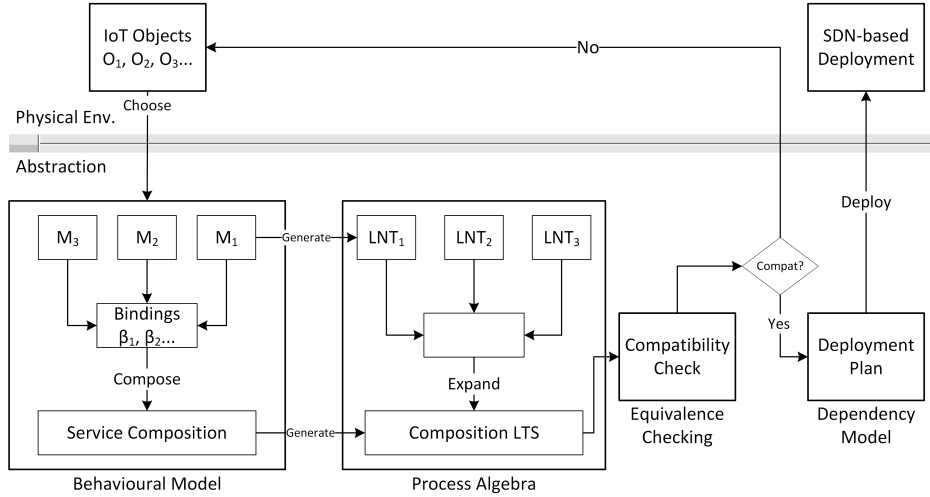 IoT Objects
O₁, O₂, O₃...
No
SDN-based
Deployment
Choose
Physical Env.
Abstraction
Deploy
M₃
M₂
M₁
Generate
LNT₁
LNT₂
LNT₃
Compat?
Bindings
β₁, β₂...
Yes
Compatibility
Check
Deployment
Plan
Compose
Expand
Equivalence
Checking
Dependency
Model
Service Composition
Generate
Composition LTS
Behavioural Model
Process Algebra